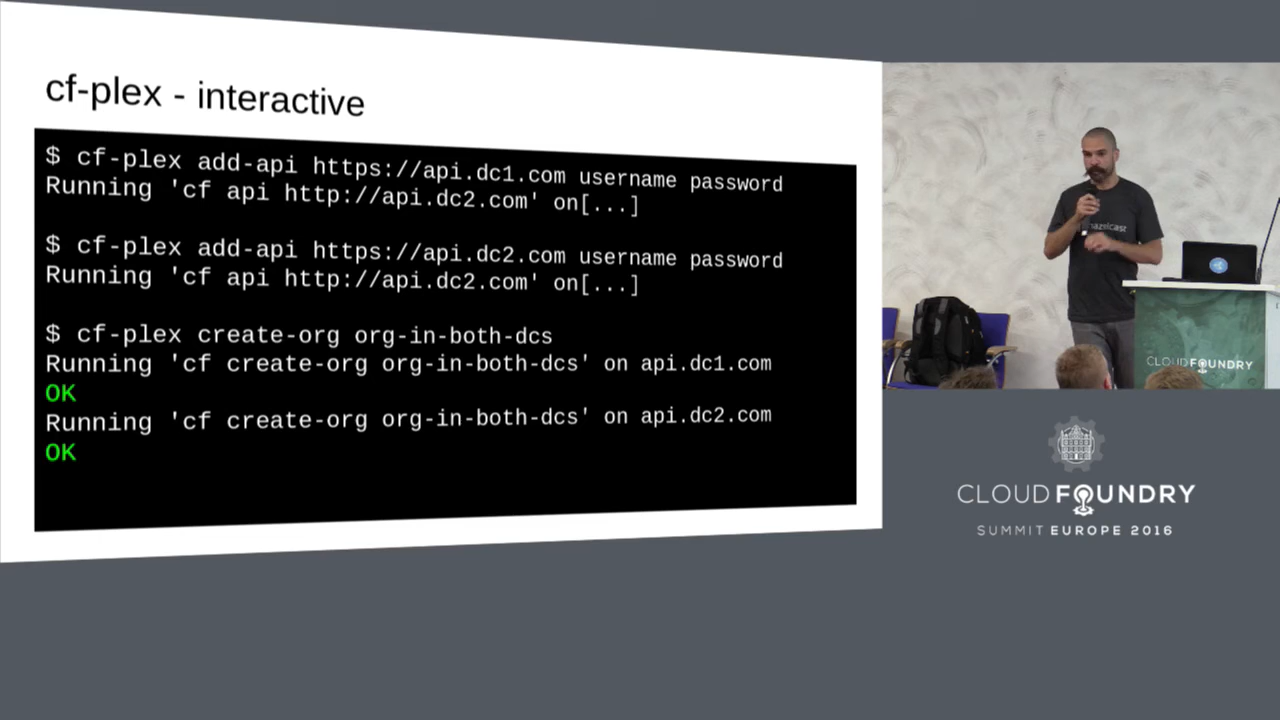 cf-plex - interactive
$ cf-plex add-api https://api.dc1.com username password
Running 'cf api http://api.dc2.com' on[...]
$ cf-plex add-api https://api.dc2.com username password
Running 'cf api http://api.dc2.com' on[...]
$ cf-plex create-org org-in-both-dcs
Running 'cf create-org org-in-both-dcs' on api.dc1.com
OK
Running 'cf create-org org-in-both-dcs' on api.dc2.com
OK
hazelcast
CLOUD FOUNDRY
CLOUD FOUNDRY
SUMMIT EUROPE 2016